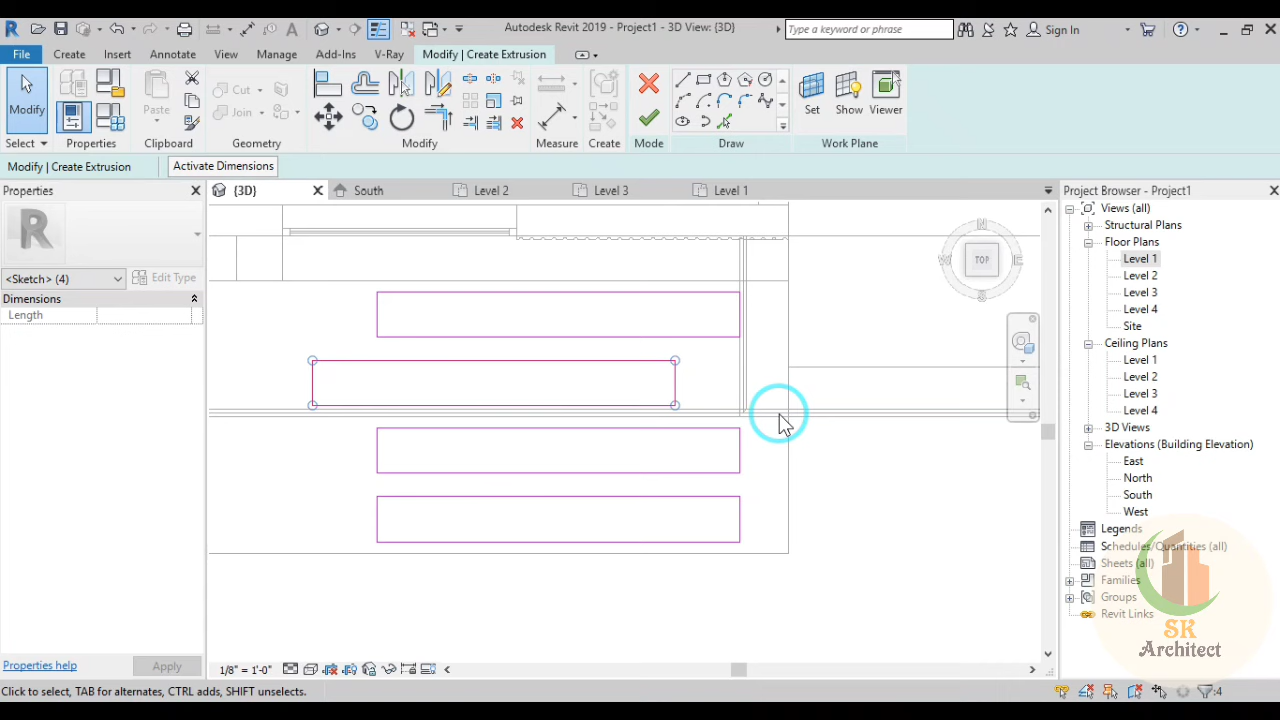 Autodesk Revit 2019 - Project1 - 3D View: {3D}
Type a keyword or phrase
Sign In
File
Create
Insert
Annotate
View
Manage
Add-Ins
V-Ray
Modify | Create Extrusion
Modify
Paste
Cut
Join
Set
Show
Viewer
Select
Properties
Clipboard
Geometry
Modify
Measure
Create
Mode
Draw
Work Plane
Modify | Create Extrusion
Activate Dimensions
Properties
{3D}
South
Level 2
Level 3
Level 1
Project Browser - Project1
R
<Sketch> (4)
Edit Type
Dimensions
Length
N
W
TOP
E
S
Views (all)
Structural Plans
Floor Plans
Level 1
Level 2
Level 3
Level 4
Site
Ceiling Plans
Level 1
Level 2
Level 3
Level 4
3D Views
Elevations (Building Elevation)
East
North
South
West
Legends
Schedules/Quantities (all)
Sheets (all)
Families
Groups
Revit Links
SK
Architect
Properties help
Apply
1/8" = 1'-0"
Click to select, TAB for alternates, CTRL adds, SHIFT unselects.
:4